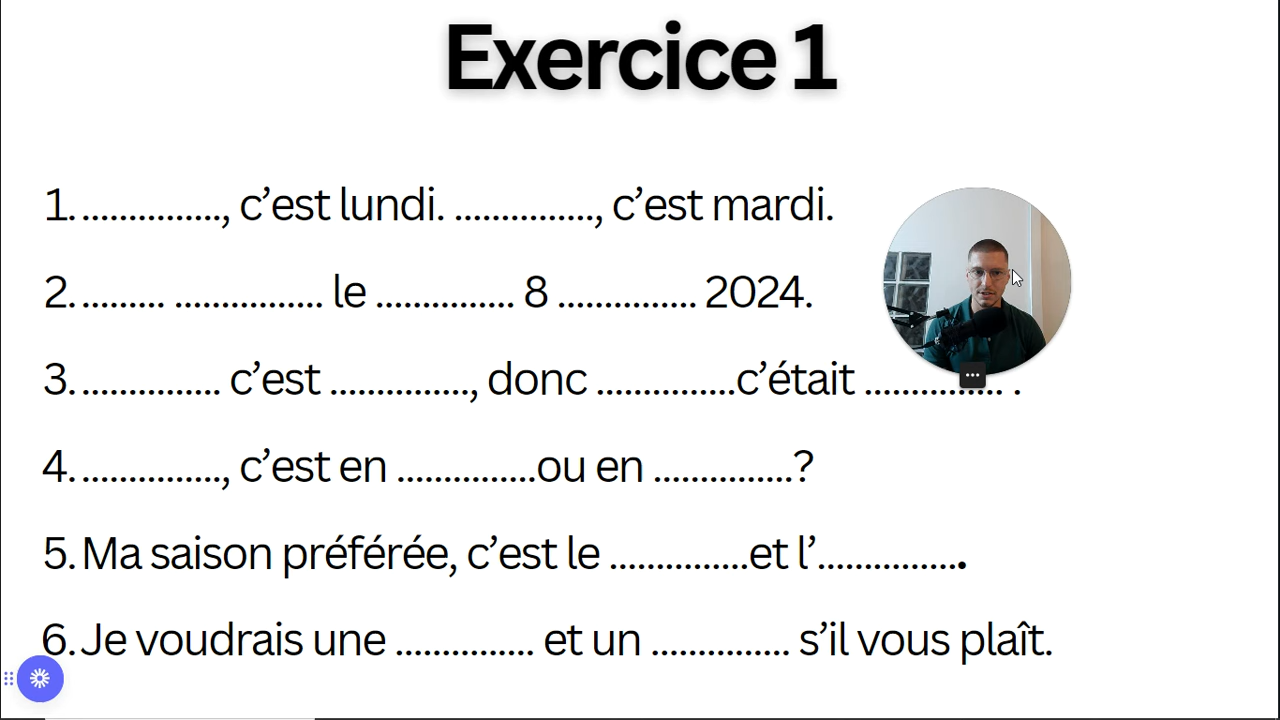 Exercice 1
1. ..............., c’est lundi. ..............., c’est mardi.
2. ......... ................ le ............... 8 ............... 2024.
3. ............... c’est ..............., donc ...............c’était ............... .
4. ..............., c’est en ...............ou en ...............?
5. Ma saison préférée, c’est le ...............et l’................
6. Je voudrais une ............... et un ............... s’il vous plaît.